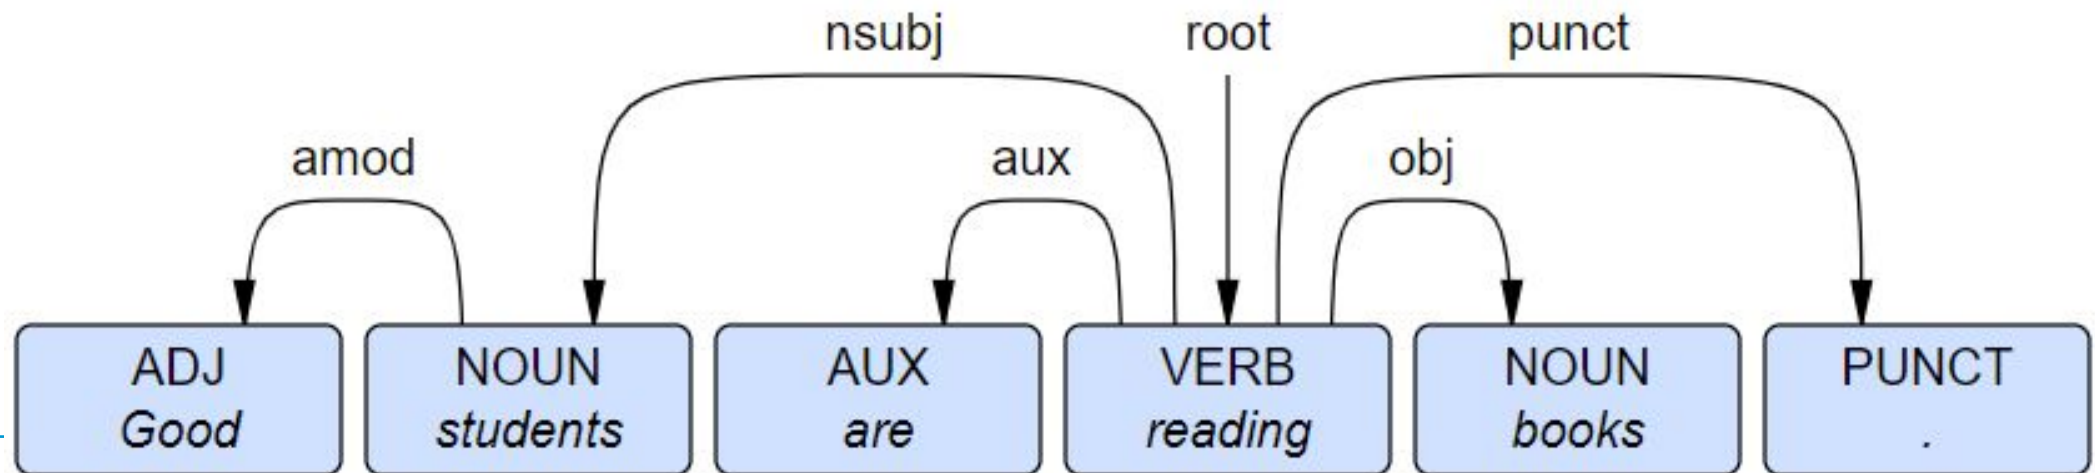 nsubj root punct
amod aux obj
ADJ NOUN AUX VERB NOUN PUNCT
Good students are reading books .